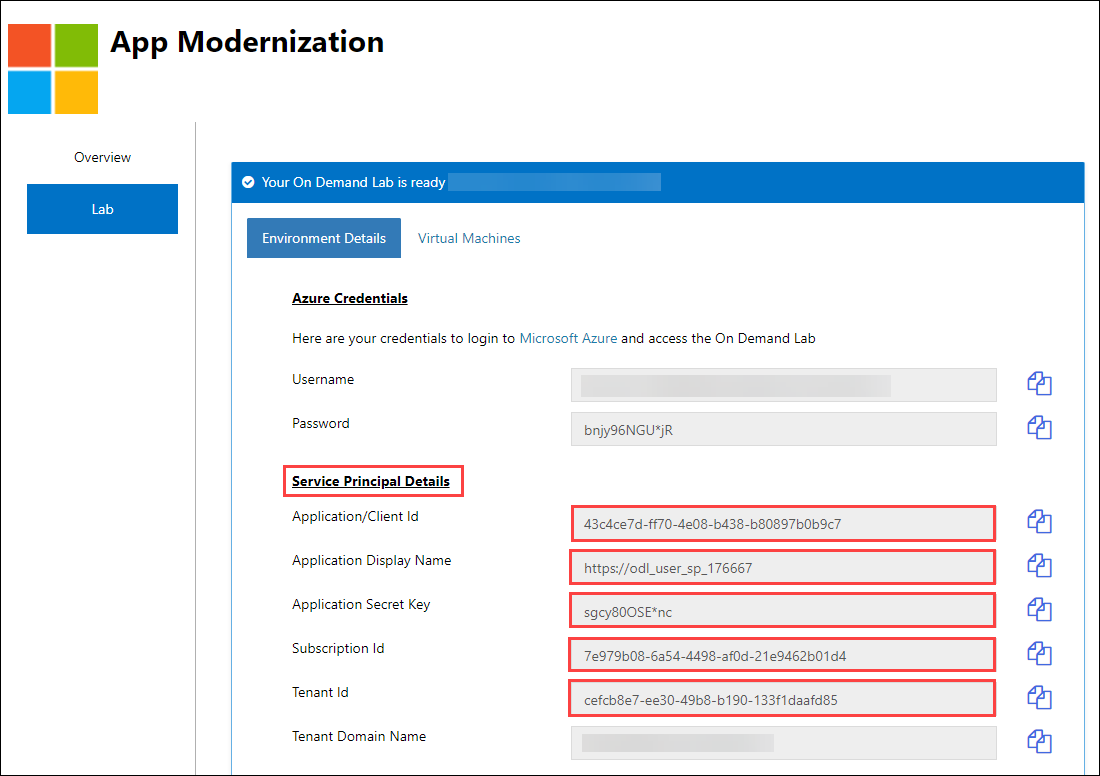 App Modernization
Overview
Lab
Your On Demand Lab is ready
Environment Details
Virtual Machines
Azure Credentials
Here are your credentials to login to Microsoft Azure and access the On Demand Lab
Username
Password
bnjy96NGU*jR
Service Principal Details
Application/Client Id
43c4ce7d-ff70-4e08-b438-b80897b0b9c7
Application Display Name
https://odl_user_sp_176667
Application Secret Key
sgcy80OSE*nc
Subscription Id
7e979b08-6a54-4498-af0d-21e9462b01d4
Tenant Id
cefcb8e7-ee30-49b8-b190-133f1daafd85
Tenant Domain Name